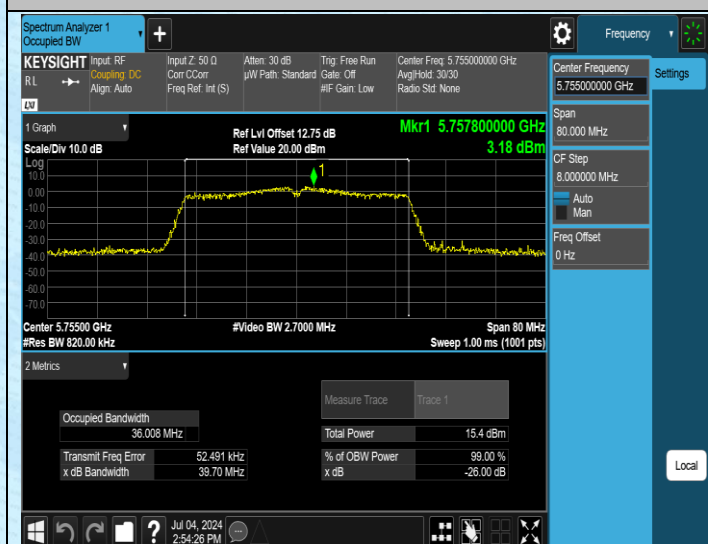 Spectrum Analyzer 1
Occupied BW
Frequency
KEYSIGHT
RL
LXI
Input: RF
Coupling: DC
Align: Auto
Input Z: 50 Ω
Corr CCorr
Freq Ref: Int (S)
Atten: 30 dB
µW Path: Standard
Trig: Free Run
Gate: Off
#IF Gain: Low
Center Freq: 5.755000000 GHz
Avg|Hold: 30/30
Radio Std: None
1 Graph
Scale/Div 10.0 dB
Ref Lvl Offset 12.75 dB
Ref Value 20.00 dBm
Mkr1 5.757800000 GHz
3.18 dBm
Log
10.0
0.00
-10.0
-20.0
-30.0
-40.0
-50.0
-60.0
-70.0
1
Center 5.75500 GHz
#Res BW 820.00 kHz
#Video BW 2.7000 MHz
Span 80 MHz
Sweep 1.00 ms (1001 pts)
2 Metrics
Measure Trace
Trace 1
Occupied Bandwidth
36.008 MHz
Total Power
15.4 dBm
Transmit Freq Error
52.491 kHz
% of OBW Power
99.00 %
x dB Bandwidth
39.70 MHz
x dB
-26.00 dB
Jul 04, 2024
2:54:26 PM
Center Frequency
5.755000000 GHz
Settings
Span
80.000 MHz
CF Step
8.000000 MHz
Auto
Man
Freq Offset
0 Hz
Local